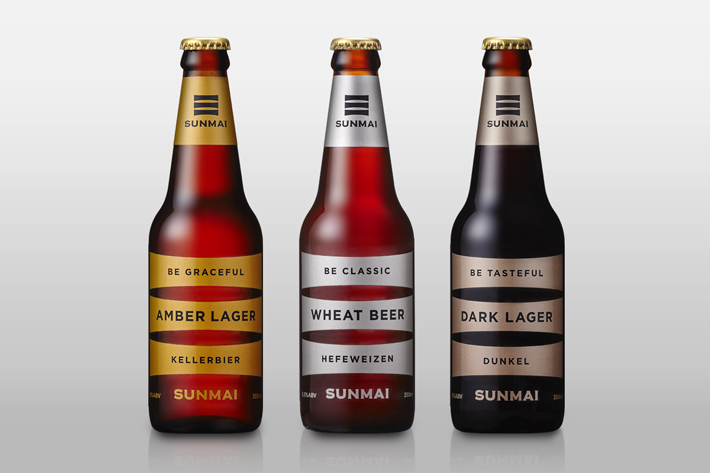 SUNMAI
BE GRACEFUL
AMBER LAGER
KELLERBIER
SUNMAI
SUNMAI
BE CLASSIC
WHEAT BEER
HEFEWEIZEN
SUNMAI
SUNMAI
BE TASTEFUL
DARK LAGER
DUNKEL
SUNMAI